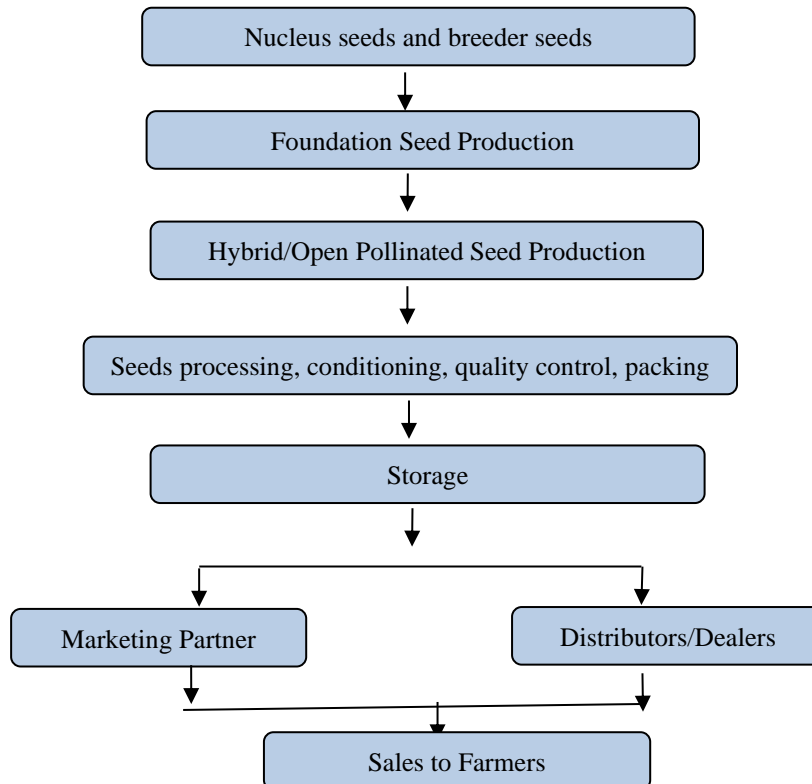 Nucleus seeds and breeder seeds
Foundation Seed Production
Hybrid/Open Pollinated Seed Production
Seeds processing, conditioning, quality control, packing
Storage
Marketing Partner
Distributors/Dealers
Sales to Farmers